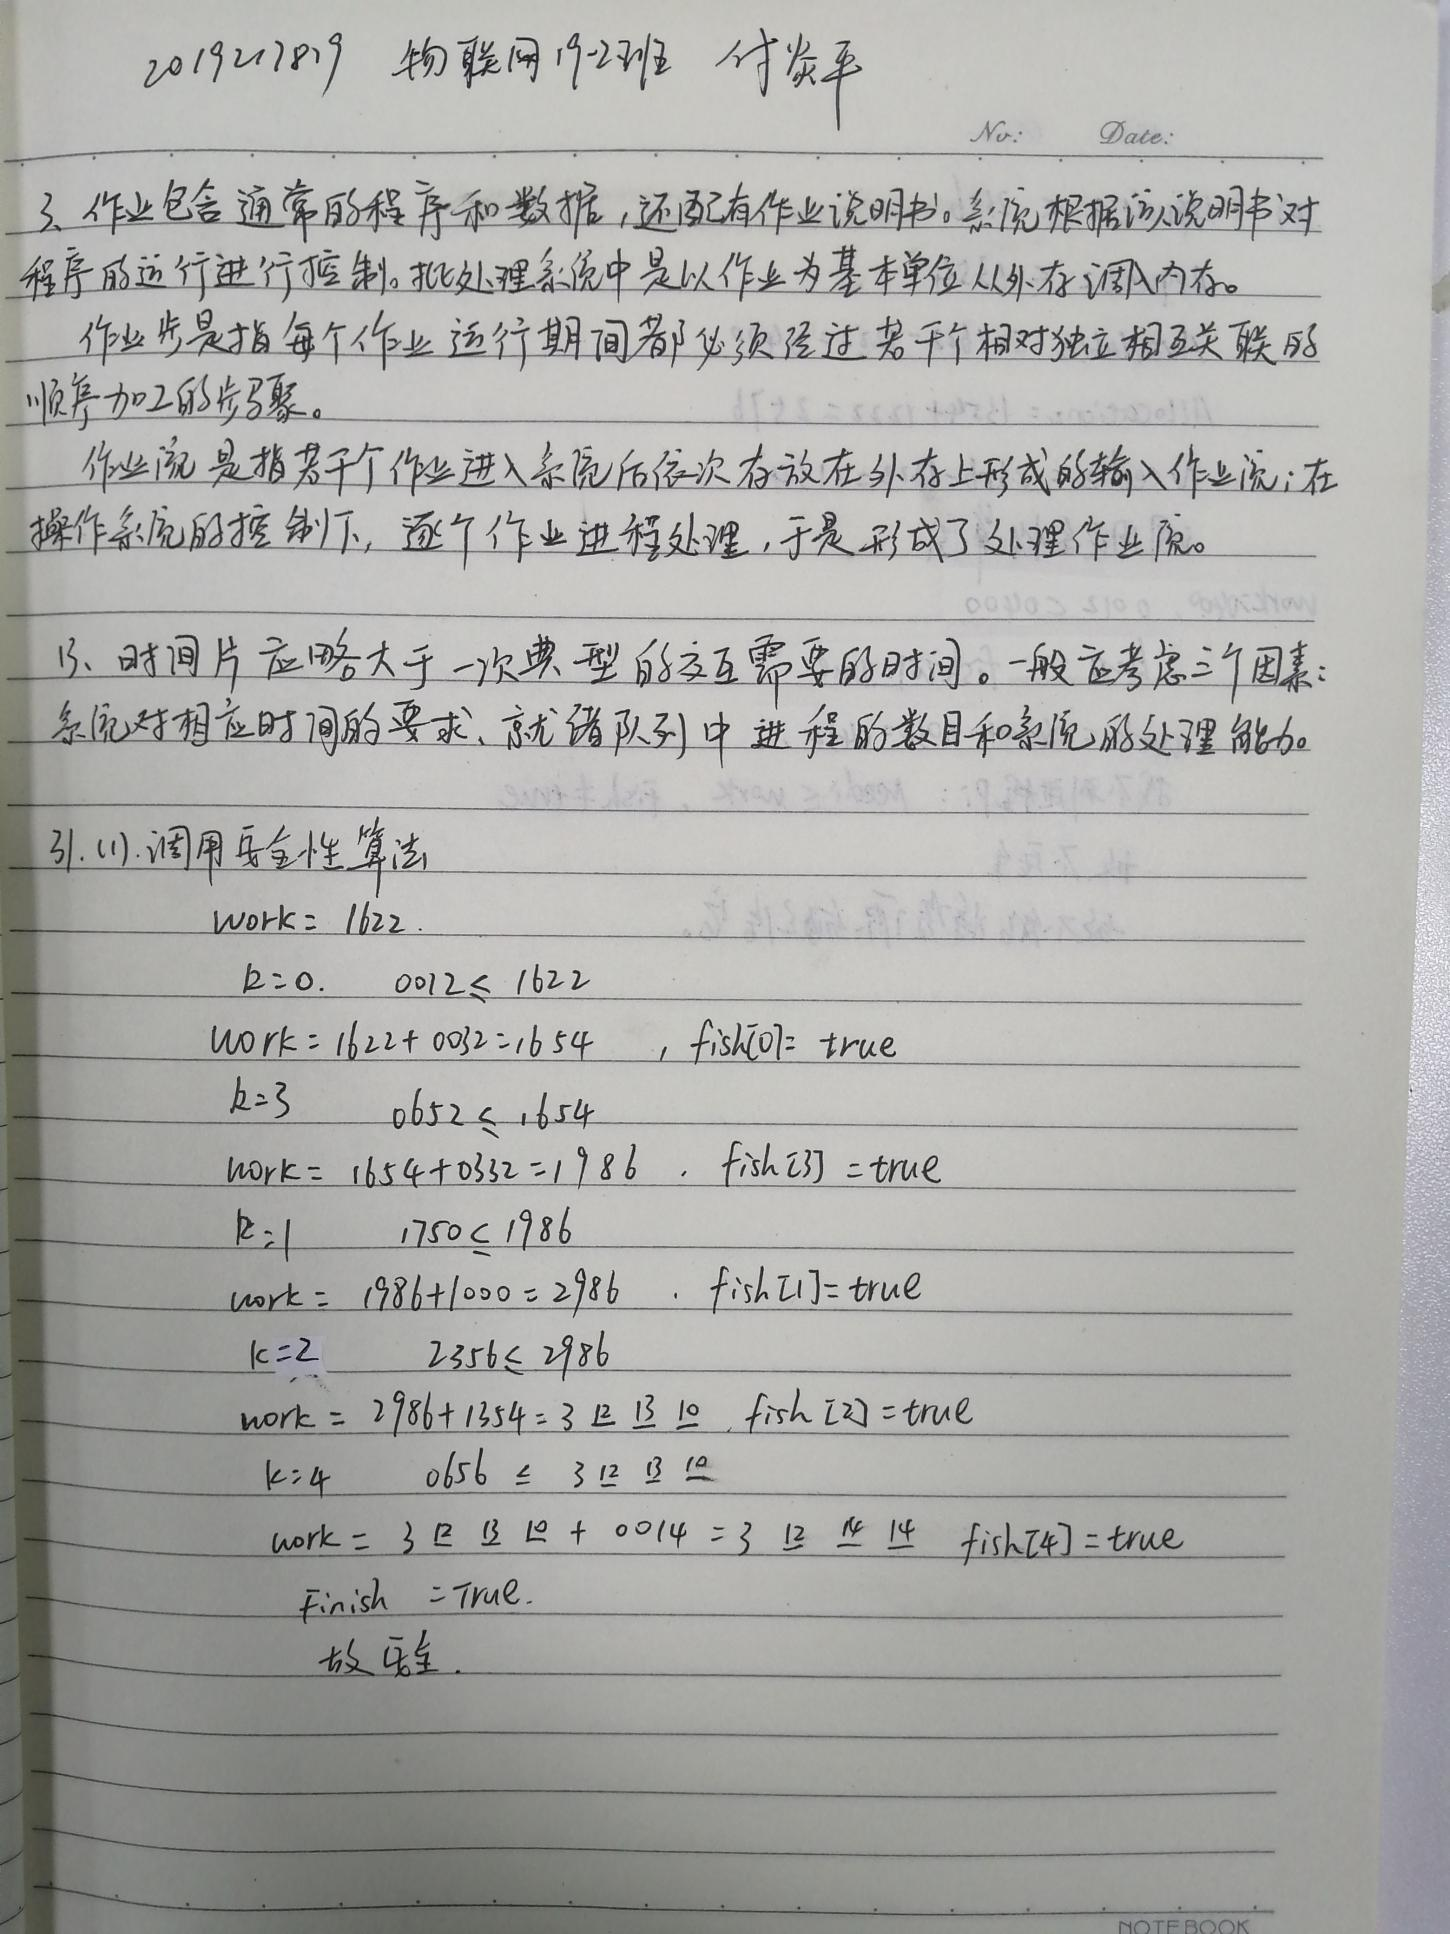 2019217819 物联网19-2班 付炎平
No: Date:
3、作业包含通常的程序和数据，还配有作业说明书。系统根据该说明书对
程序的运行进行控制。批处理系统中是以作业为基本单位从外存调入内存。
作业步是指每个作业运行期间都必须经过若干个相对独立相互关联的
顺序加工的步骤。
作业流是指若干个作业进入系统后依次存放在外存上形成的输入作业流；在
操作系统的控制下，逐个作业进程处理，于是形成了处理作业流。
13、时间片应略大于一次典型的交互需要的时间。一般应考虑三个因素：
系统对相应时间的要求、就绪队列中进程的数目和系统的处理能力。
31.(1).调用安全性算法
work = 1622.
k=0. 0012 ≤ 1622
work = 1622+0032=1654 , fish[0]= true
k=3 0652 ≤ 1654
work = 1654+0332=1986 . fish[3] =true
k=1 1750 ≤ 1986
work = 1986+1000=2986 . fish[1]=true
k=2 2356 ≤ 2986
work = 2986+1354=3 12 13 10 . fish[2]=true
k=4 0656 ≤ 3 12 13 10
work = 3 12 13 10 + 0014 = 3 12 14 14 fish[4]=true
Finish =True.
故安全.
NOTEBOOK